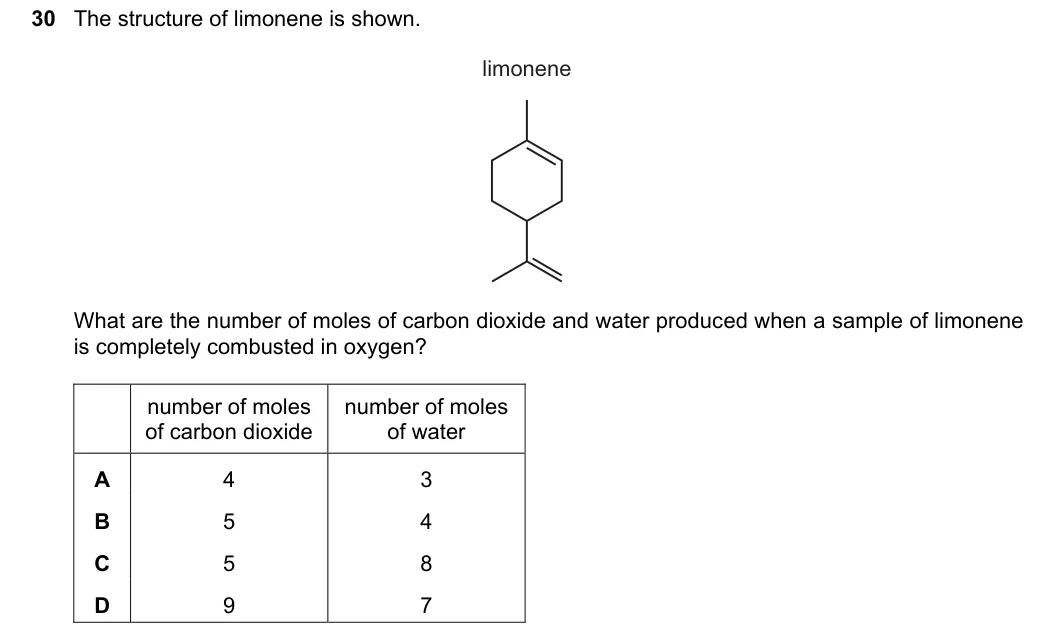 30 The structure of limonene is shown.
limonene
What are the number of moles of carbon dioxide and water produced when a sample of limonene
is completely combusted in oxygen?
number of moles of carbon dioxide number of moles of water
A 4 3
B 5 4
C 5 8
D 9 7